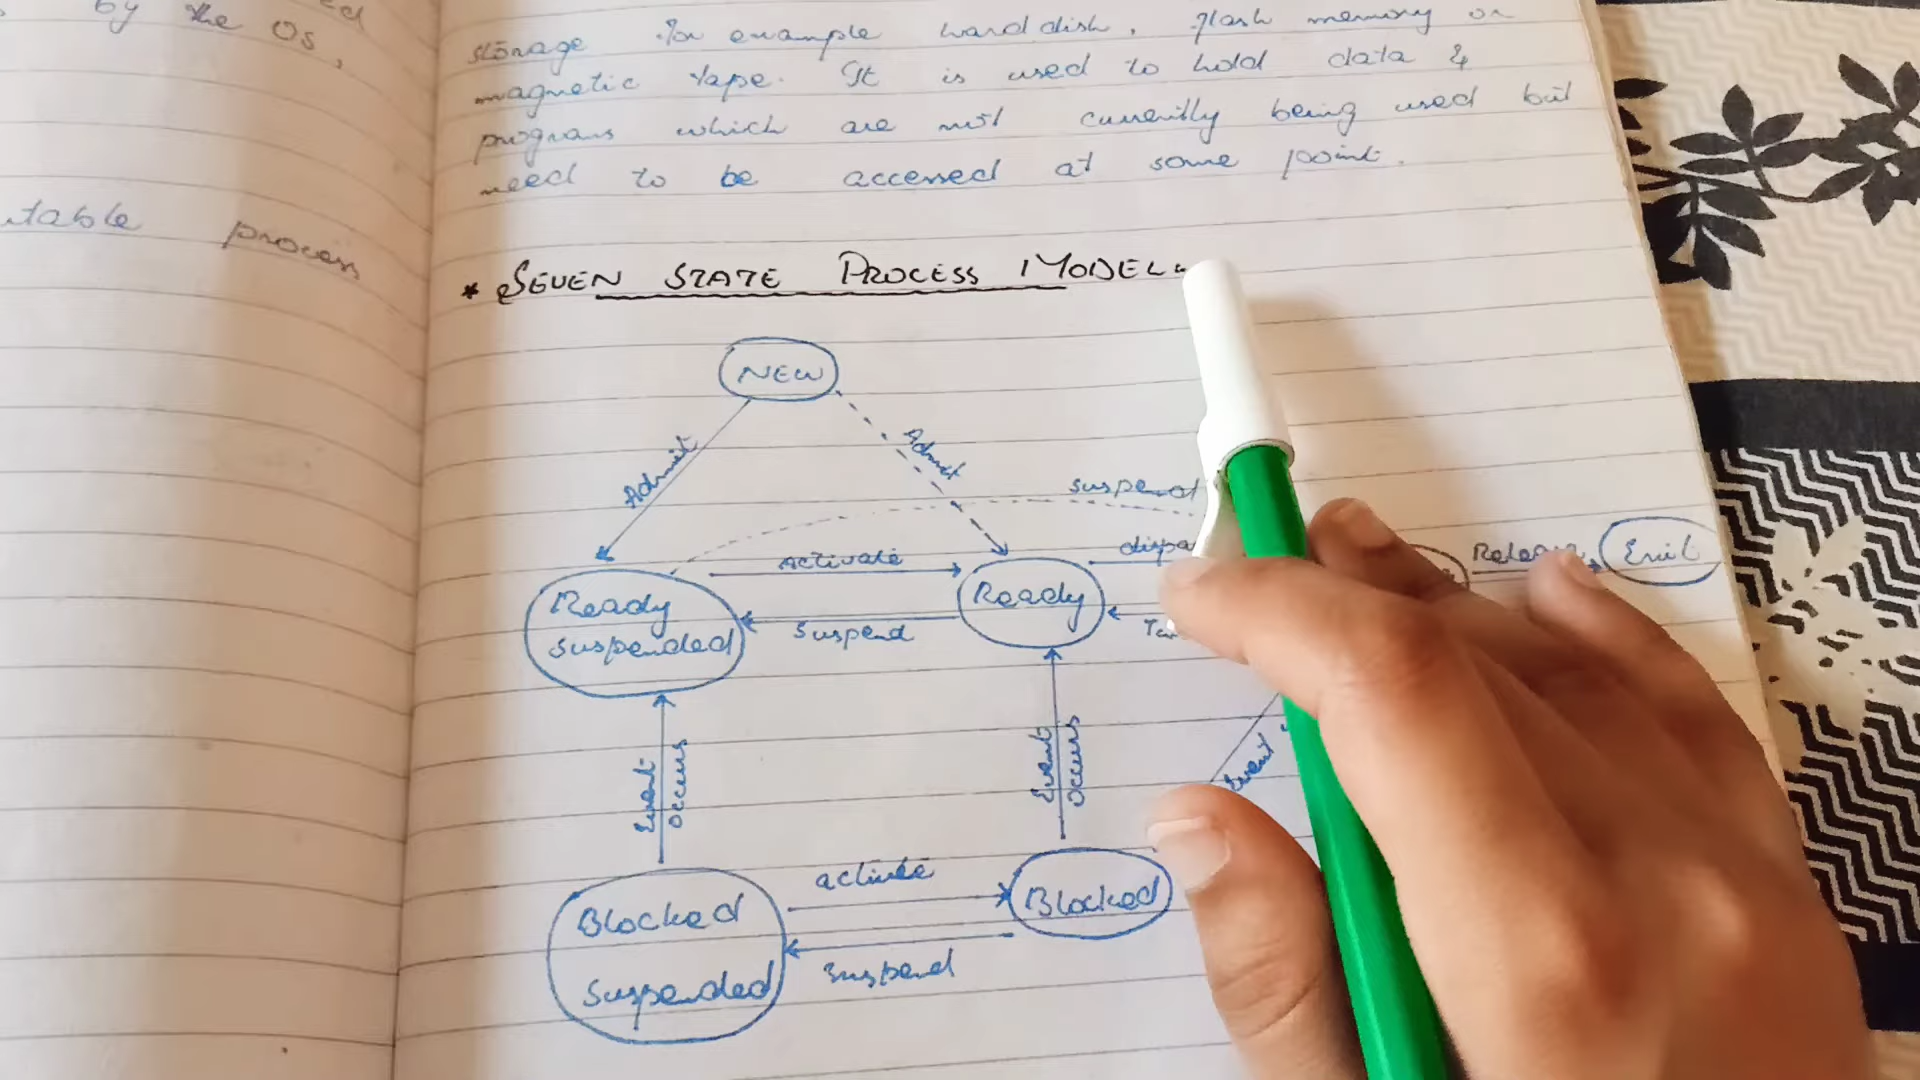 by the OS,
storage for example hard disk, flash memory or
magnetic tape. It is used to hold data &
programs which are not currently being used but
need to be accessed at some point.
process
* SEVEN STATE PROCESS MODEL
NEW
Admit
Admit
suspend
Activate
dispa
Release
Exit
Ready
suspended
Ready
Suspend
Event
occurs
Event
occurs
Event
activate
Blocked
Suspended
Blocked
Suspend